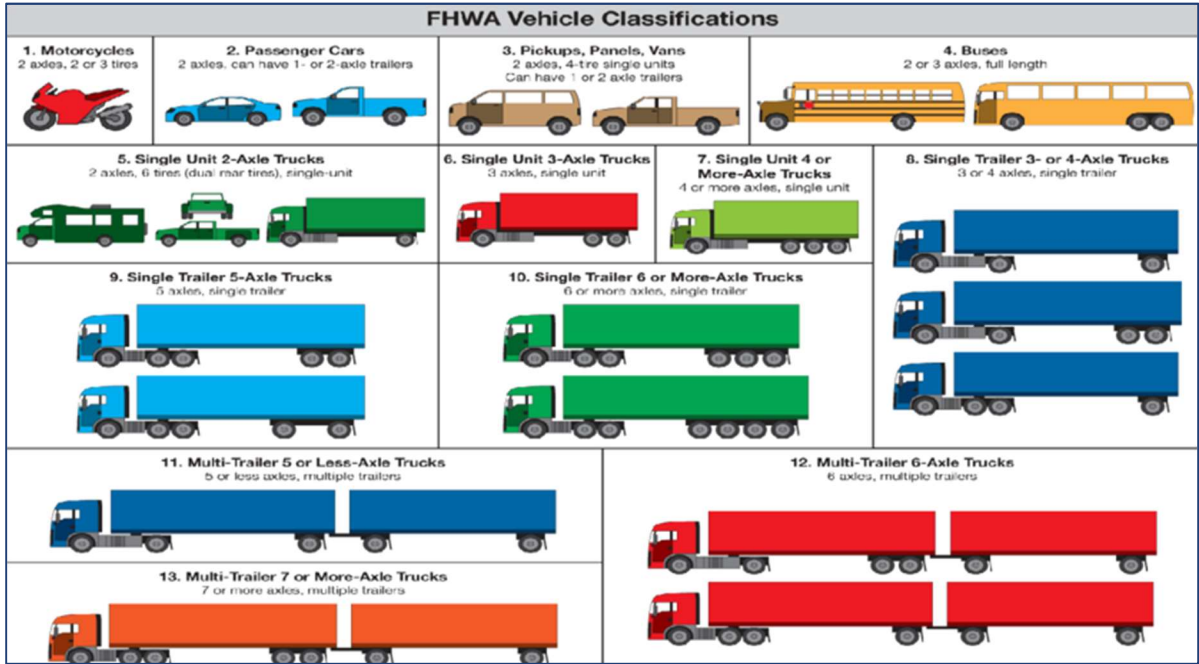 FHWA Vehicle Classifications
1. Motorcycles
2 axles, 2 or 3 tires
2. Passenger Cars
2 axles, can have 1- or 2-axle trailers
3. Pickups, Panels, Vans
2 axles, 4-tire single units
Can have 1 or 2 axle trailers
4. Buses
2 or 3 axles, full length
5. Single Unit 2-Axle Trucks
2 axles, 6 tires (dual rear tires), single-unit
6. Single Unit 3-Axle Trucks
3 axles, single unit
7. Single Unit 4 or
More-Axle Trucks
4 or more axles, single unit
8. Single Trailer 3- or 4-Axle Trucks
3 or 4 axles, single trailer
9. Single Trailer 5-Axle Trucks
5 axles, single trailer
10. Single Trailer 6 or More-Axle Trucks
6 or more axles, single trailer
11. Multi-Trailer 5 or Less-Axle Trucks
5 or less axles, multiple trailers
12. Multi-Trailer 6-Axle Trucks
6 axles, multiple trailers
13. Multi-Trailer 7 or More-Axle Trucks
7 or more axles, multiple trailers